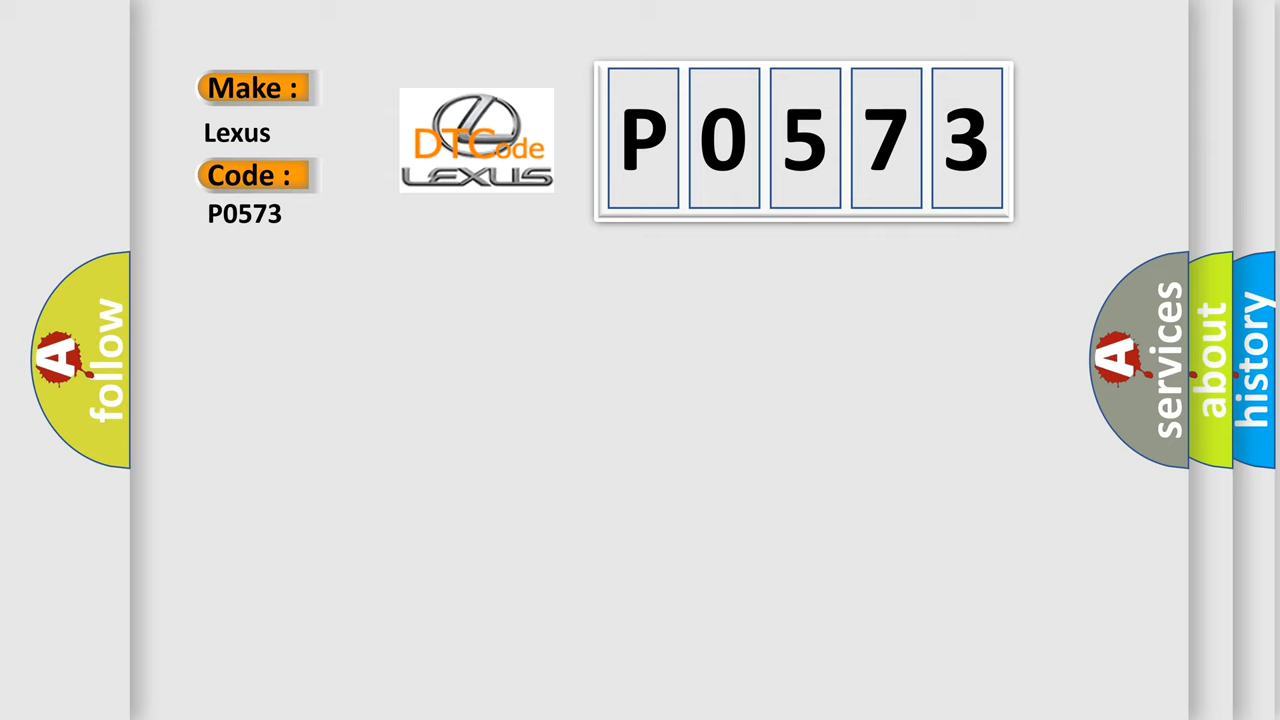 Make :
Lexus
Code :
P0573
DTCode
LEXUS
P 0 5 7 3
A follow
A services
about
history